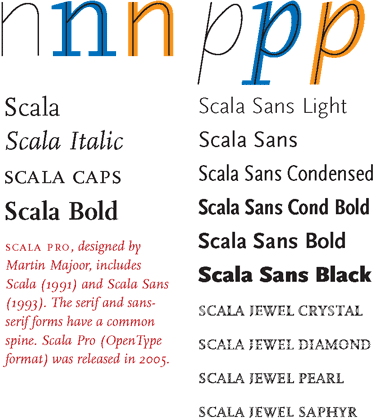 n n n
p p p
Scala
Scala Italic
SCALA CAPS
Scala Bold
SCALA PRO, designed by
Martin Majoor, includes
Scala (1991) and Scala Sans
(1993). The serif and sans-
serif forms have a common
spine. Scala Pro (OpenType
format) was released in 2005.
Scala Sans Light
Scala Sans
Scala Sans Condensed
Scala Sans Cond Bold
Scala Sans Bold
Scala Sans Black
SCALA JEWEL CRYSTAL
SCALA JEWEL DIAMOND
SCALA JEWEL PEARL
SCALA JEWEL SAPHYR